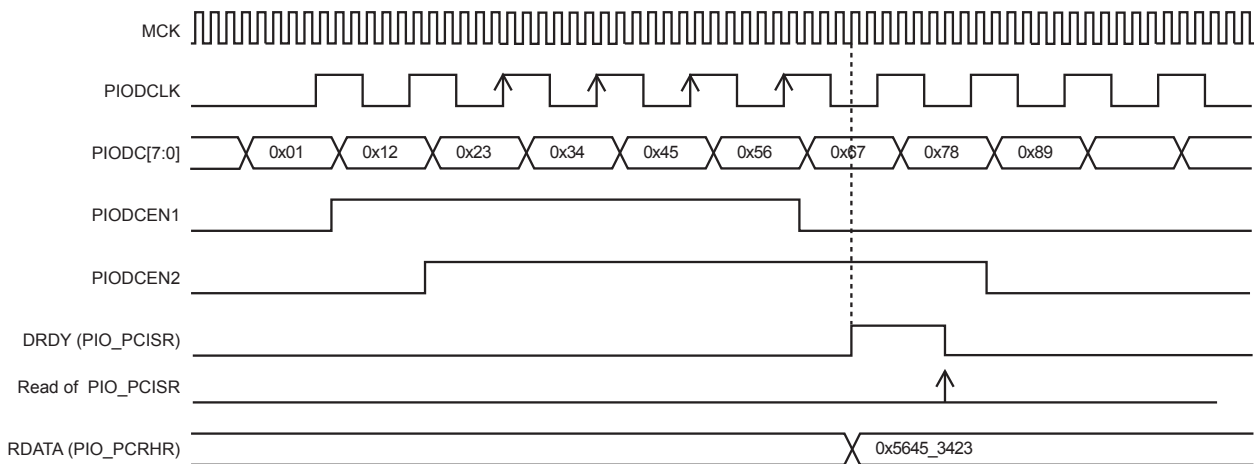 MCK
PIODCLK
PIODC[7:0] 0x01 0x12 0x23 0x34 0x45 0x56 0x67 0x78 0x89
PIODCEN1
PIODCEN2
DRDY (PIO_PCISR)
Read of PIO_PCISR
RDATA (PIO_PCRHR) 0x5645_3423